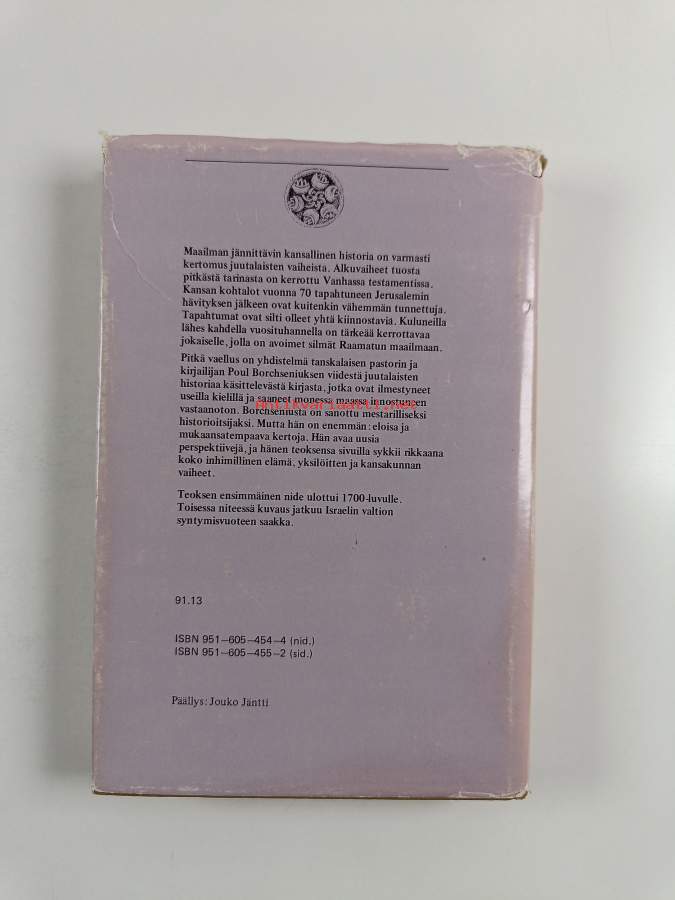 Maailman jännittävin kansallinen historia on varmasti
kertomus juutalaisten vaiheista. Alkuvaiheet tuosta
pitkästä tarinasta on kerrottu Vanhassa testamentissa.
Kansan kohtalot vuonna 70 tapahtuneen Jerusalemin
hävityksen jälkeen ovat kuitenkin vähemmän tunnettuja.
Tapahtumat ovat silti olleet yhtä kiinnostavia. Kuluneilla
lähes kahdella vuosituhannella on tärkeää kerrottavaa
jokaiselle, jolla on avoimet silmät Raamatun maailmaan.
Pitkä vaellus on yhdistelmä tanskalaisen pastorin ja
kirjailijan Poul Borchseniuksen viidestä juutalaisten
historiaa käsittelevästä kirjasta, jotka ovat ilmestyneet
useilla kielillä ja saaneet monessa maassa innostuneen
antikvariaatti.net
vastaanoton. Borchseniusta on sanottu mestarilliseksi
historioitsijaksi. Mutta hän on enemmän: eloisa ja
mukaansatempaava kertoja. Hän avaa uusia
perspektiivejä, ja hänen teoksensa sivuilla sykkii rikkaana
koko inhimillinen elämä, yksilöitten ja kansakunnan
vaiheet.
Teoksen ensimmäinen nide ulottui 1700-luvulle.
Toisessa niteessä kuvaus jatkuu Israelin valtion
syntymisvuoteen saakka.
91.13
ISBN 951–605–454–4 (nid.)
ISBN 951–605–455–2 (sid.)
Päällys: Jouko Jäntti